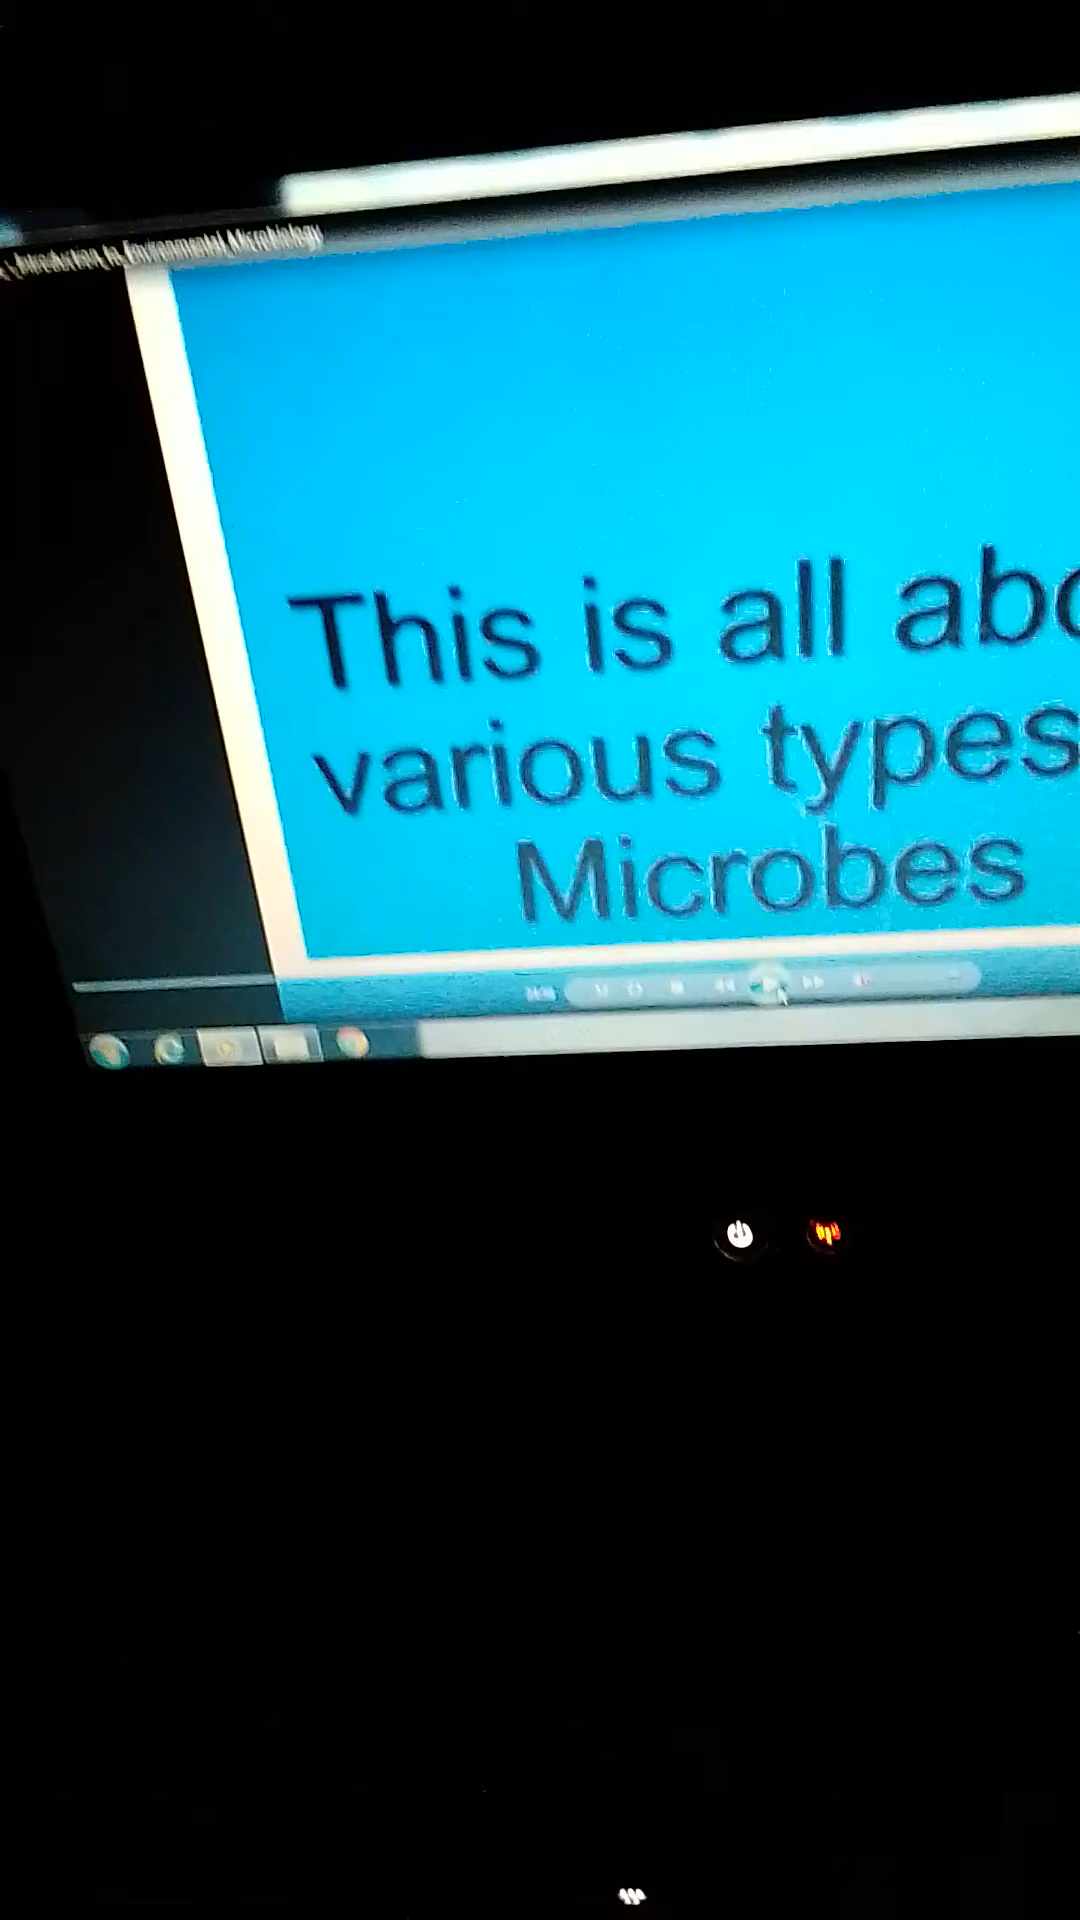 Introduction to Environmental Microbiology
This is all abo
various types
Microbes